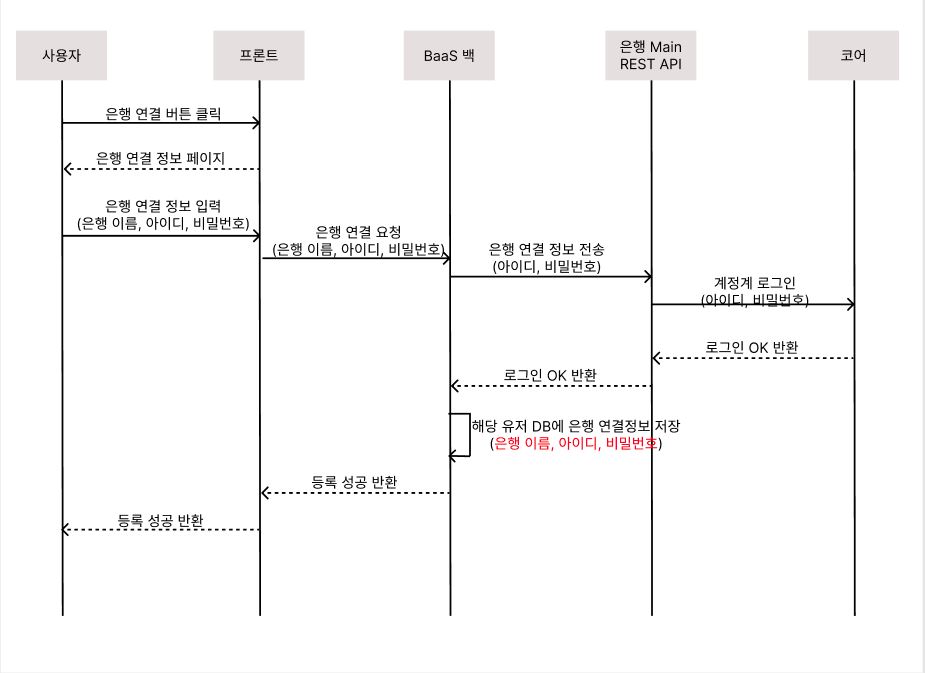 사용자
프론트
BaaS 백
은행 Main
REST API
코어
은행 연결 버튼 클릭
은행 연결 정보 페이지
은행 연결 정보 입력
(은행 이름, 아이디, 비밀번호)
은행 연결 요청
(은행 이름, 아이디, 비밀번호)
은행 연결 정보 전송
(아이디, 비밀번호)
계정계 로그인
(아이디, 비밀번호)
로그인 OK 반환
로그인 OK 반환
해당 유저 DB에 은행 연결정보 저장
(은행 이름, 아이디, 비밀번호)
등록 성공 반환
등록 성공 반환